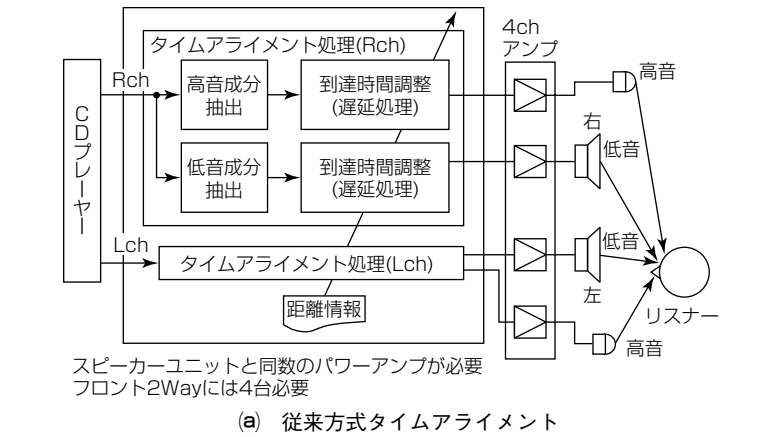 タイムアライメント処理(Rch)
4ch
アンプ
CDプレーヤー
Rch
高音成分
抽出
到達時間調整
(遅延処理)
高音
右
低音成分
抽出
到達時間調整
(遅延処理)
低音
Lch
タイムアライメント処理(Lch)
低音
左
距離情報
リスナー
高音
スピーカーユニットと同数のパワーアンプが必要
フロント2Wayには4台必要
(a) 従来方式タイムアライメント